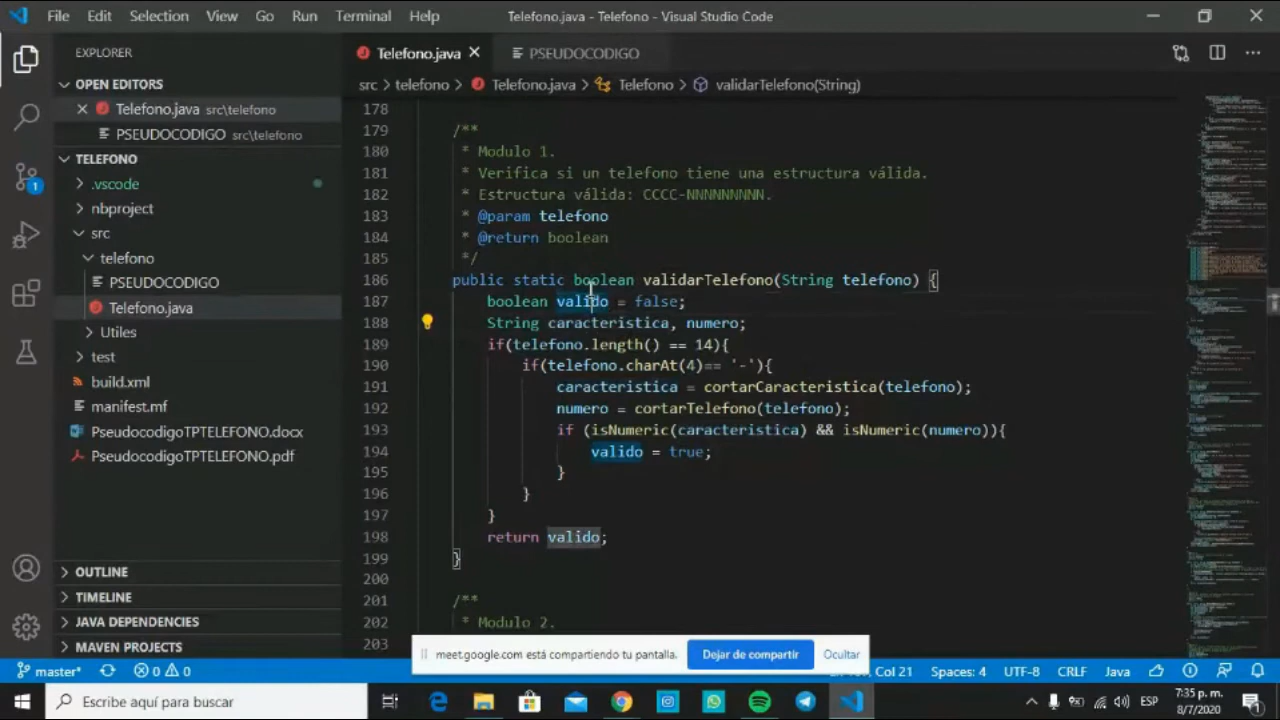 File Edit Selection View Go Run Terminal Help
Telefono.java - Telefono - Visual Studio Code
EXPLORER
OPEN EDITORS
Telefono.java src\telefono
PSEUDOCODIGO src\telefono
TELEFONO
.vscode
nbproject
src
telefono
PSEUDOCODIGO
Telefono.java
Utiles
test
build.xml
manifest.mf
PseudocodigoTPTELEFONO.docx
PseudocodigoTPTELEFONO.pdf
OUTLINE
TIMELINE
JAVA DEPENDENCIES
MAVEN PROJECTS
1
Telefono.java PSEUDOCODIGO
src > telefono > Telefono.java > Telefono > validarTelefono(String)
178
179 /**
180 * Modulo 1.
181 * Verifica si un telefono tiene una estructura válida.
182 * Estructura válida: CCCC-NNNNNNNNN.
183 * @param telefono
184 * @return boolean
185 */
186 public static boolean validarTelefono(String telefono) {
187 boolean valido = false;
188 String caracteristica, numero;
189 if(telefono.length() == 14){
190 if(telefono.charAt(4)== '-'){
191 caracteristica = cortarCaracteristica(telefono);
192 numero = cortarTelefono(telefono);
193 if (isNumeric(caracteristica) && isNumeric(numero)){
194 valido = true;
195 }
196 }
197 }
198 return valido;
199 }
200
201 /**
202 * Modulo 2.
203
meet.google.com está compartiendo tu pantalla. Dejar de compartir Ocultar
master* 0 0 Col 21 Spaces: 4 UTF-8 CRLF Java
Escribe aquí para buscar
ESP
7:35 p. m.
8/7/2020
1